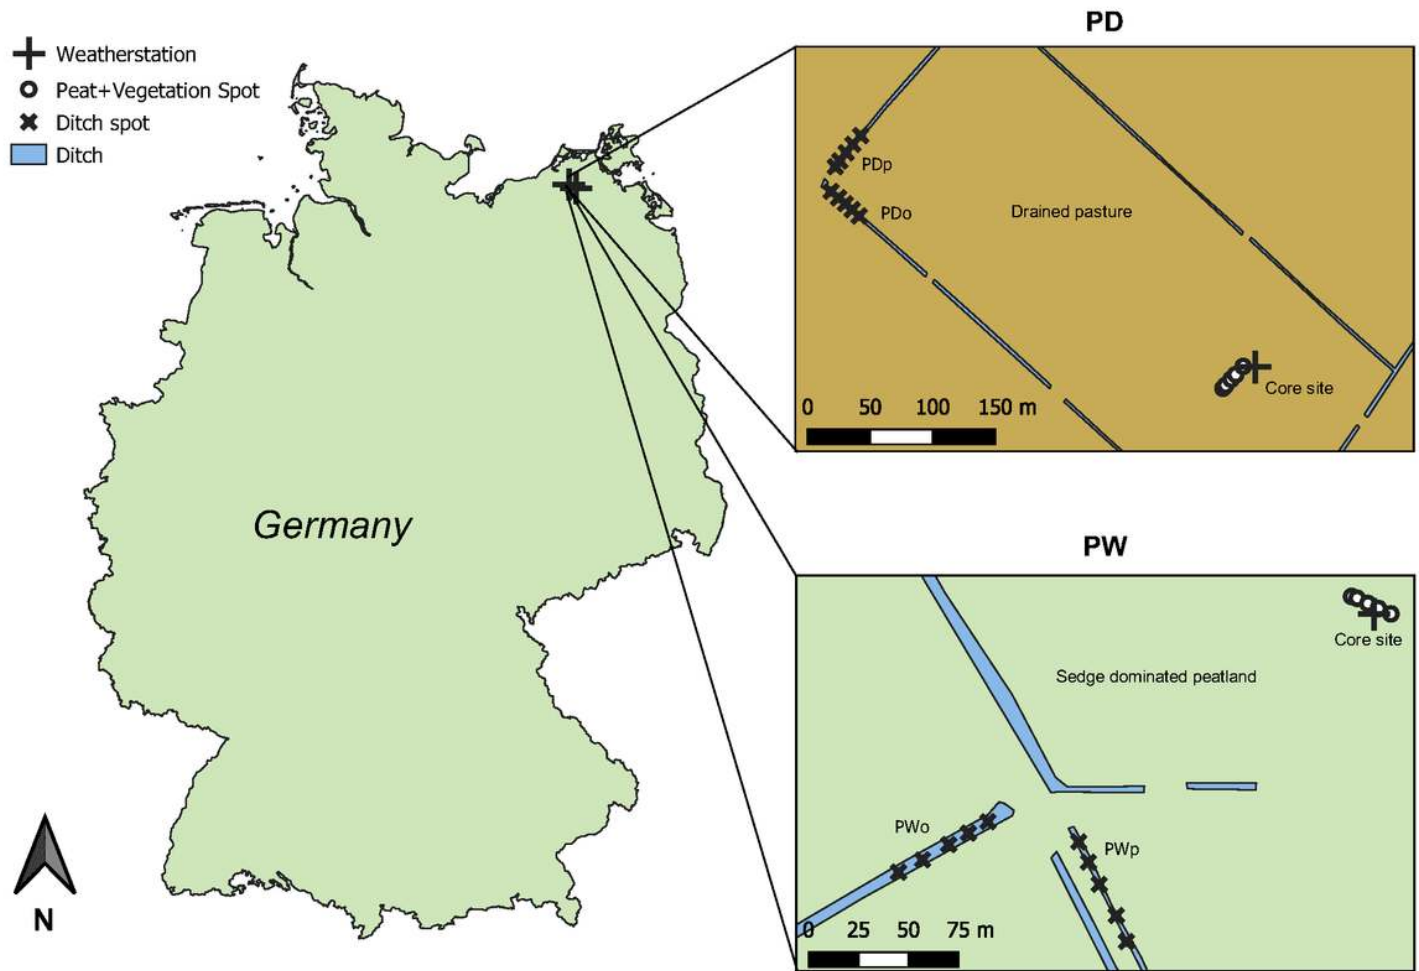 Weatherstation
Peat+Vegetation Spot
Ditch spot
Ditch
Germany
N
PD
PDp
PDo
Drained pasture
Core site
0 50 100 150 m
PW
Core site
Sedge dominated peatland
PWo
PWp
0 25 50 75 m